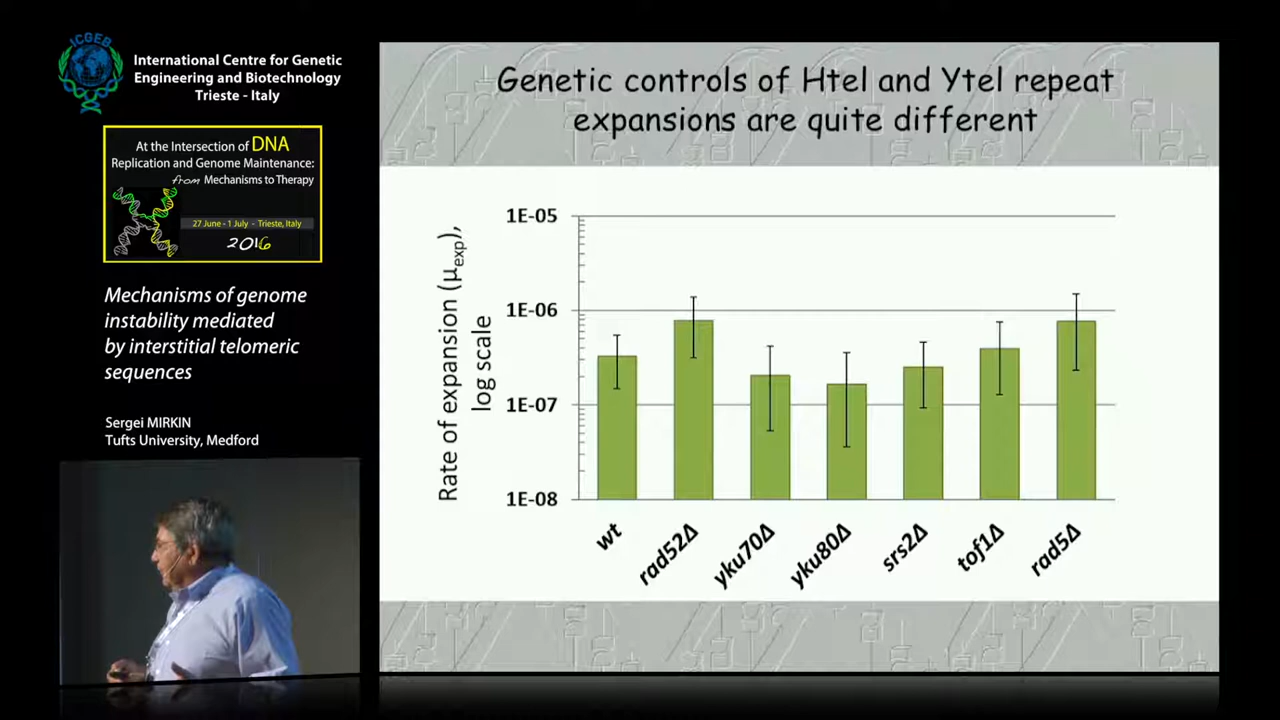 ICGEB
International Centre for Genetic
Engineering and Biotechnology
Trieste - Italy
At the Intersection of DNA
Replication and Genome Maintenance:
from Mechanisms to Therapy
27 June - 1 July - Trieste, Italy
2016
Mechanisms of genome
instability mediated
by interstitial telomeric
sequences
Sergei MIRKIN
Tufts University, Medford
Genetic controls of Htel and Ytel repeat
expansions are quite different
Rate of expansion (μexp),
log scale
1E-05
1E-06
1E-07
1E-08
wt
rad52Δ
yku70Δ
yku80Δ
srs2Δ
tof1Δ
rad5Δ